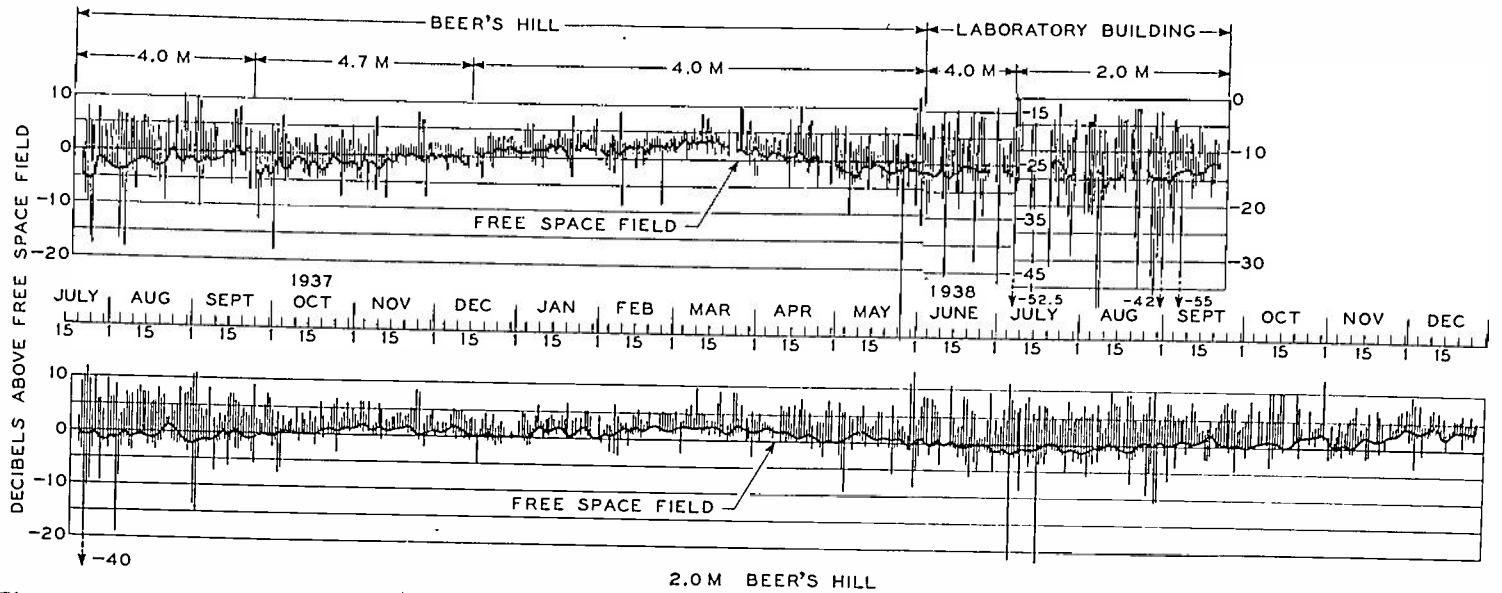 BEER'S HILL LABORATORY BUILDING
4.0 M 4.7 M 4.0 M 4.0 M 2.0 M
10 0
-15
0 -10
-25
-10 FREE SPACE FIELD -20
-35
-20 -30
-45
1937 1938 -52.5 -42 -55
JULY AUG SEPT OCT NOV DEC JAN FEB MAR APR MAY JUNE JULY AUG SEPT OCT NOV DEC
15 1 15 1 15 1 15 1 15 1 15 1 15 1 15 1 15 1 15 1 15 1 15 1 15 1 15 1 15 1 15 1 15 1 15
DECIBELS ABOVE FREE SPACE FIELD
10
0
-10 FREE SPACE FIELD
-20
-40
2.0 M BEER'S HILL